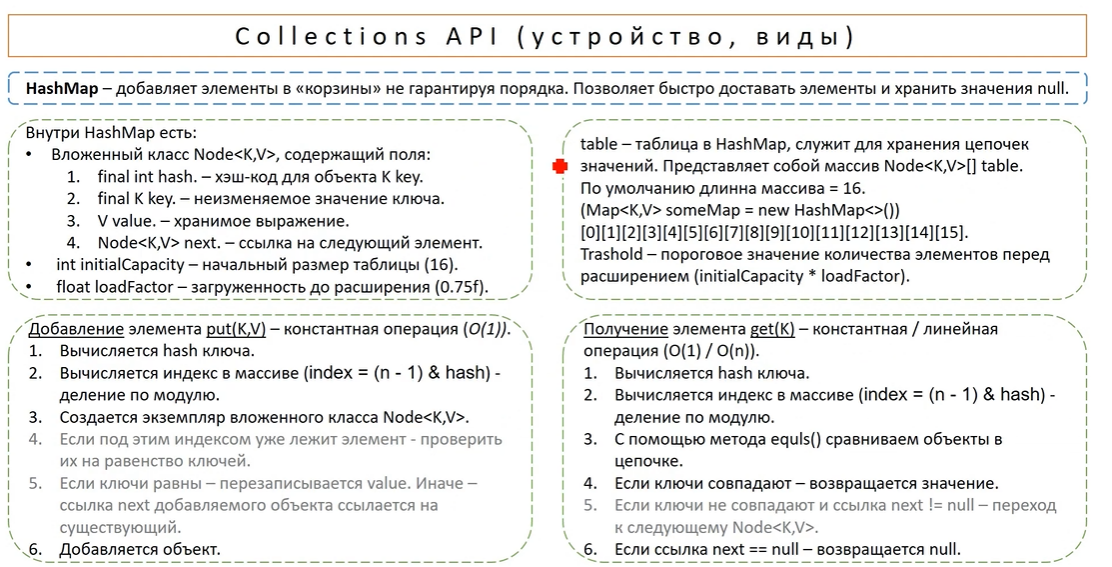 Collections API (устройство, виды)
HashMap – добавляет элементы в «корзины» не гарантируя порядка. Позволяет быстро доставать элементы и хранить значения null.
Внутри HashMap есть:
• Вложенный класс Node<K,V>, содержащий поля:
1. final int hash. – хэш-код для объекта K key.
2. final K key. – неизменяемое значение ключа.
3. V value. – хранимое выражение.
4. Node<K,V> next. – ссылка на следующий элемент.
• int initialCapacity – начальный размер таблицы (16).
• float loadFactor – загруженность до расширения (0.75f).
table – таблица в HashMap, служит для хранения цепочек
значений. Представляет собой массив Node<K,V>[] table.
По умолчанию длинна массива = 16.
(Map<K,V> someMap = new HashMap<>())
[0][1][2][3][4][5][6][7][8][9][10][11][12][13][14][15].
Trashold – пороговое значение количества элементов перед
расширением (initialCapacity * loadFactor).
Добавление элемента put(K,V) – константная операция (O(1)).
1. Вычисляется hash ключа.
2. Вычисляется индекс в массиве (index = (n - 1) & hash) -
деление по модулю.
3. Создается экземпляр вложенного класса Node<K,V>.
4. Если под этим индексом уже лежит элемент - проверить
их на равенство ключей.
5. Если ключи равны – перезаписывается value. Иначе –
ссылка next добавляемого объекта ссылается на
существующий.
6. Добавляется объект.
Получение элемента get(K) – константная / линейная
операция (O(1) / O(n)).
1. Вычисляется hash ключа.
2. Вычисляется индекс в массиве (index = (n - 1) & hash) -
деление по модулю.
3. С помощью метода equls() сравниваем объекты в
цепочке.
4. Если ключи совпадают – возвращается значение.
5. Если ключи не совпадают и ссылка next != null – переход
к следующему Node<K,V>.
6. Если ссылка next == null – возвращается null.